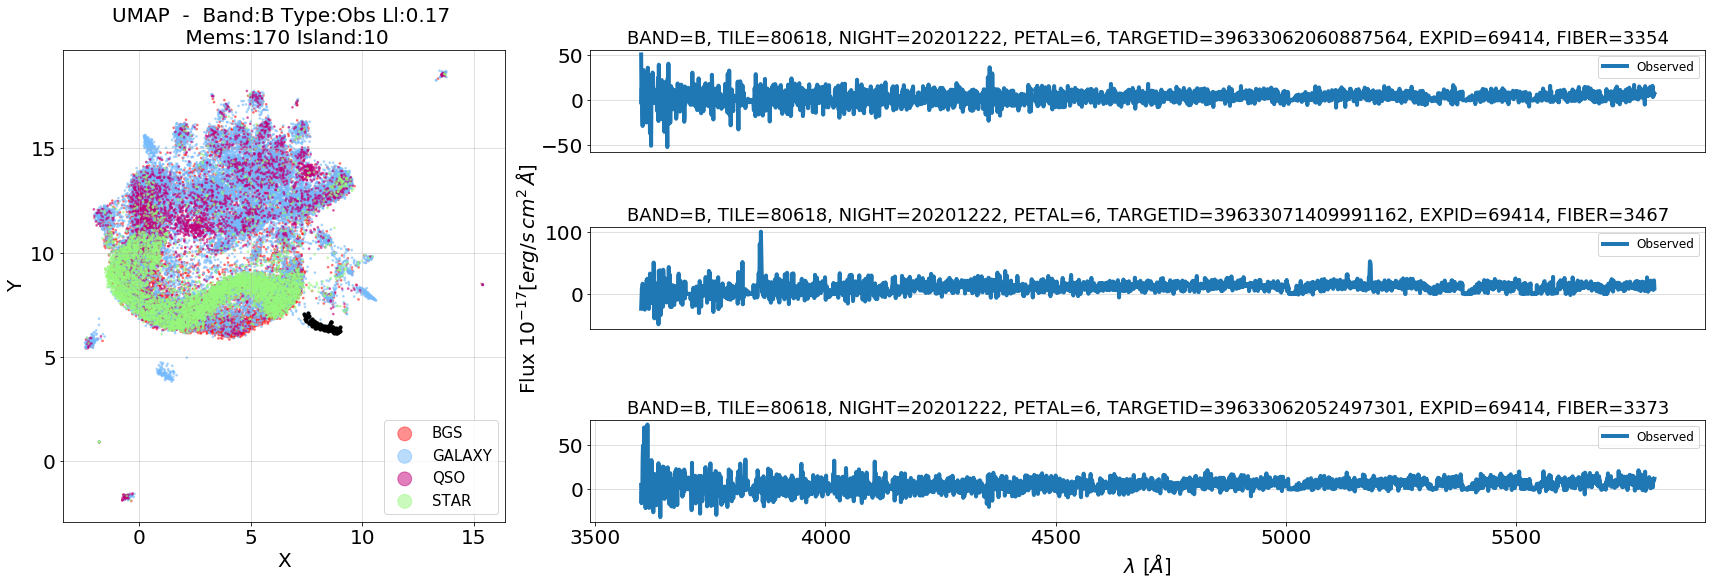 UMAP - Band:B Type:Obs Ll:0.17
Mems:170 Island:10
Y
15
10
5
0
0
5
10
15
X
BGS
GALAXY
QSO
STAR
Flux 10⁻¹⁷[erg/s cm² Å]
BAND=B, TILE=80618, NIGHT=20201222, PETAL=6, TARGETID=39633062060887564, EXPID=69414, FIBER=3354
50
0
−50
Observed
BAND=B, TILE=80618, NIGHT=20201222, PETAL=6, TARGETID=39633071409991162, EXPID=69414, FIBER=3467
100
0
Observed
BAND=B, TILE=80618, NIGHT=20201222, PETAL=6, TARGETID=39633062052497301, EXPID=69414, FIBER=3373
50
0
Observed
3500
4000
4500
5000
5500
λ [Å]